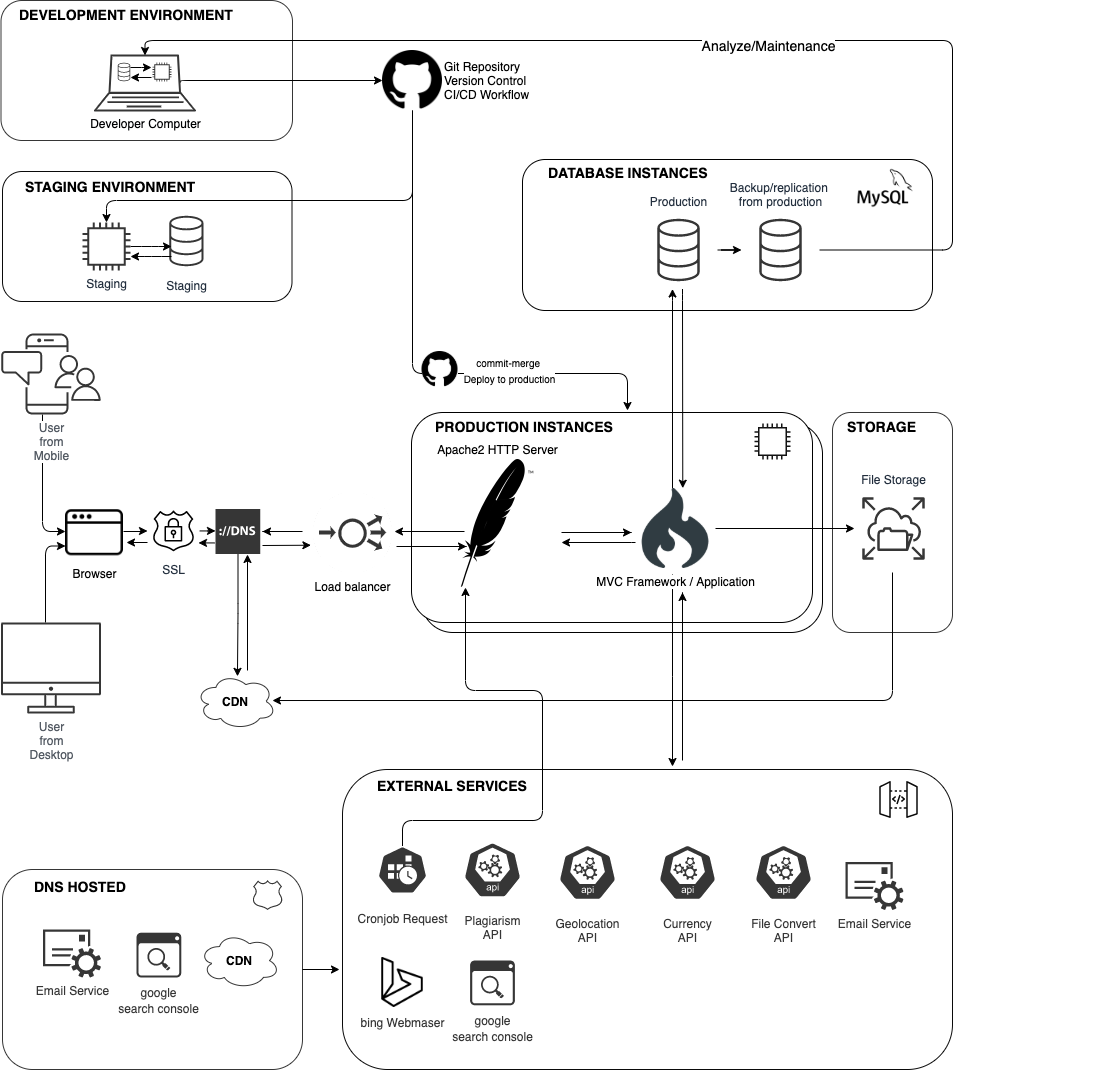 DEVELOPMENT ENVIRONMENT
Developer Computer
Git Repository
Version Control
CI/CD Workflow
Analyze/Maintenance
STAGING ENVIRONMENT
Staging
Staging
DATABASE INSTANCES
Production
Backup/replication
from production
MySQL
commit-merge
Deploy to production
User
from
Mobile
Browser
SSL
://DNS
Load balancer
PRODUCTION INSTANCES
Apache2 HTTP Server
™
MVC Framework / Application
STORAGE
File Storage
User
from
Desktop
CDN
EXTERNAL SERVICES
</>
Cronjob Request
api
Plagiarism
API
api
Geolocation
API
api
Currency
API
api
File Convert
API
Email Service
bing Webmaser
google
search console
DNS HOSTED
Email Service
google
search console
CDN